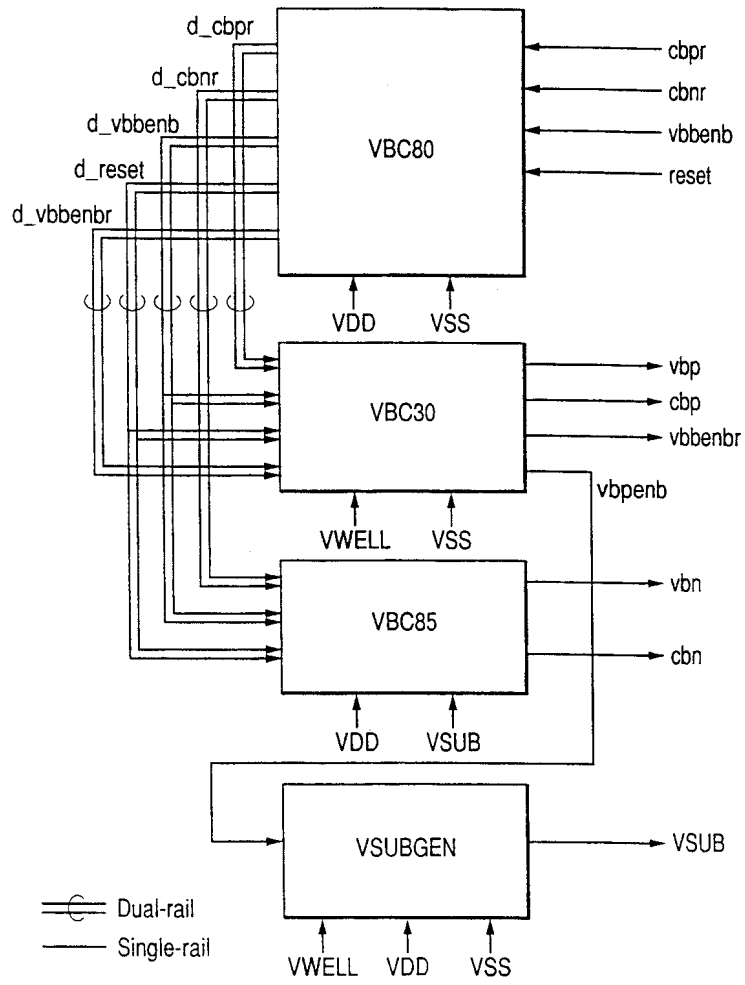 d_cbpr
cbpr
d_cbnr
cbnr
d_vbbenb
vbbenb
VBC80
d_reset
reset
d_vbbenbr
VDD
VSS
vbp
cbp
VBC30
vbbenbr
vbpenb
VWELL
VSS
vbn
VBC85
cbn
VDD
VSUB
VSUBGEN
VSUB
Dual-rail
Single-rail
VWELL
VDD
VSS